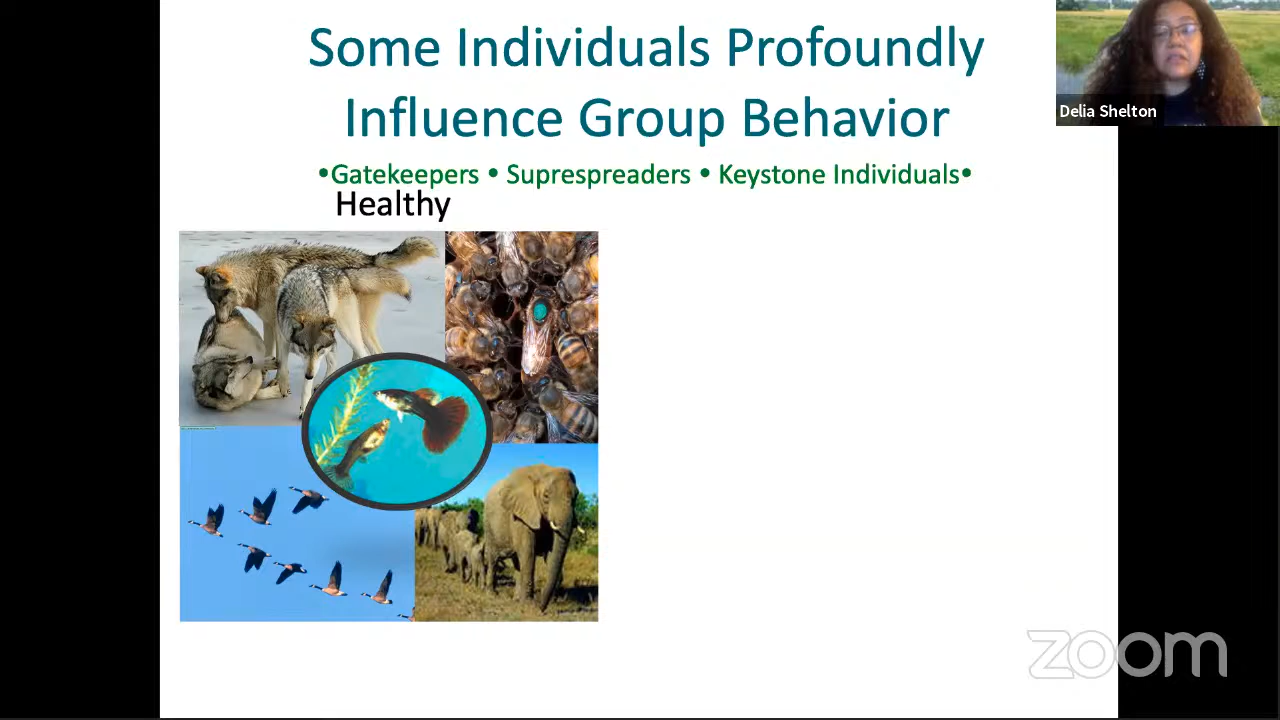 Some Individuals Profoundly
Influence Group Behavior
•Gatekeepers • Suprespreaders • Keystone Individuals•
Healthy
Delia Shelton
zoom